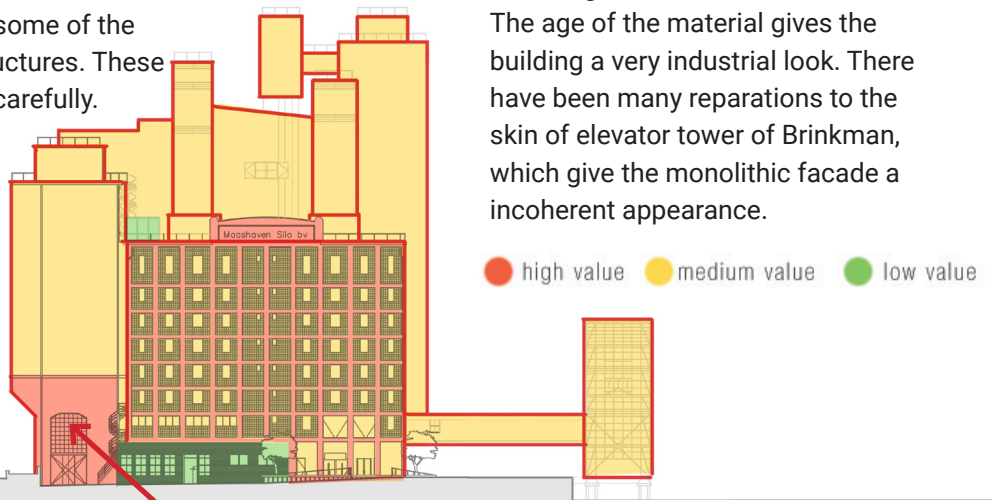 some of the
uctures. These
carefully.
The age of the material gives the
building a very industrial look. There
have been many reparations to the
skin of elevator tower of Brinkman,
which give the monolithic facade a
incoherent appearance.
high value
medium value
low value
Maashaven Silo bv